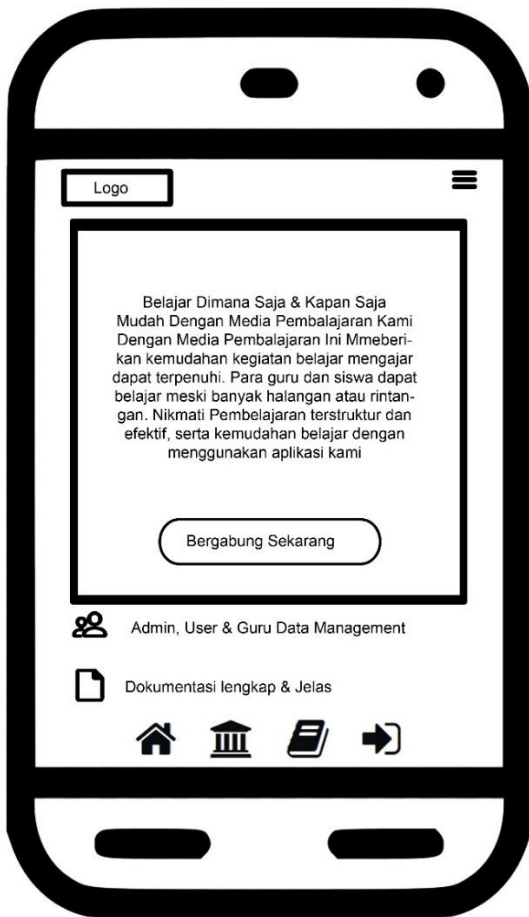 Logo
Belajar Dimana Saja & Kapan Saja
Mudah Dengan Media Pembalajaran Kami
Dengan Media Pembalajaran Ini Mmeberi-
kan kemudahan kegiatan belajar mengajar
dapat terpenuhi. Para guru dan siswa dapat
belajar meski banyak halangan atau rintan-
gan. Nikmati Pembelajaran terstruktur dan
efektif, serta kemudahan belajar dengan
menggunakan aplikasi kami
Bergabung Sekarang
Admin, User & Guru Data Management
Dokumentasi lengkap & Jelas